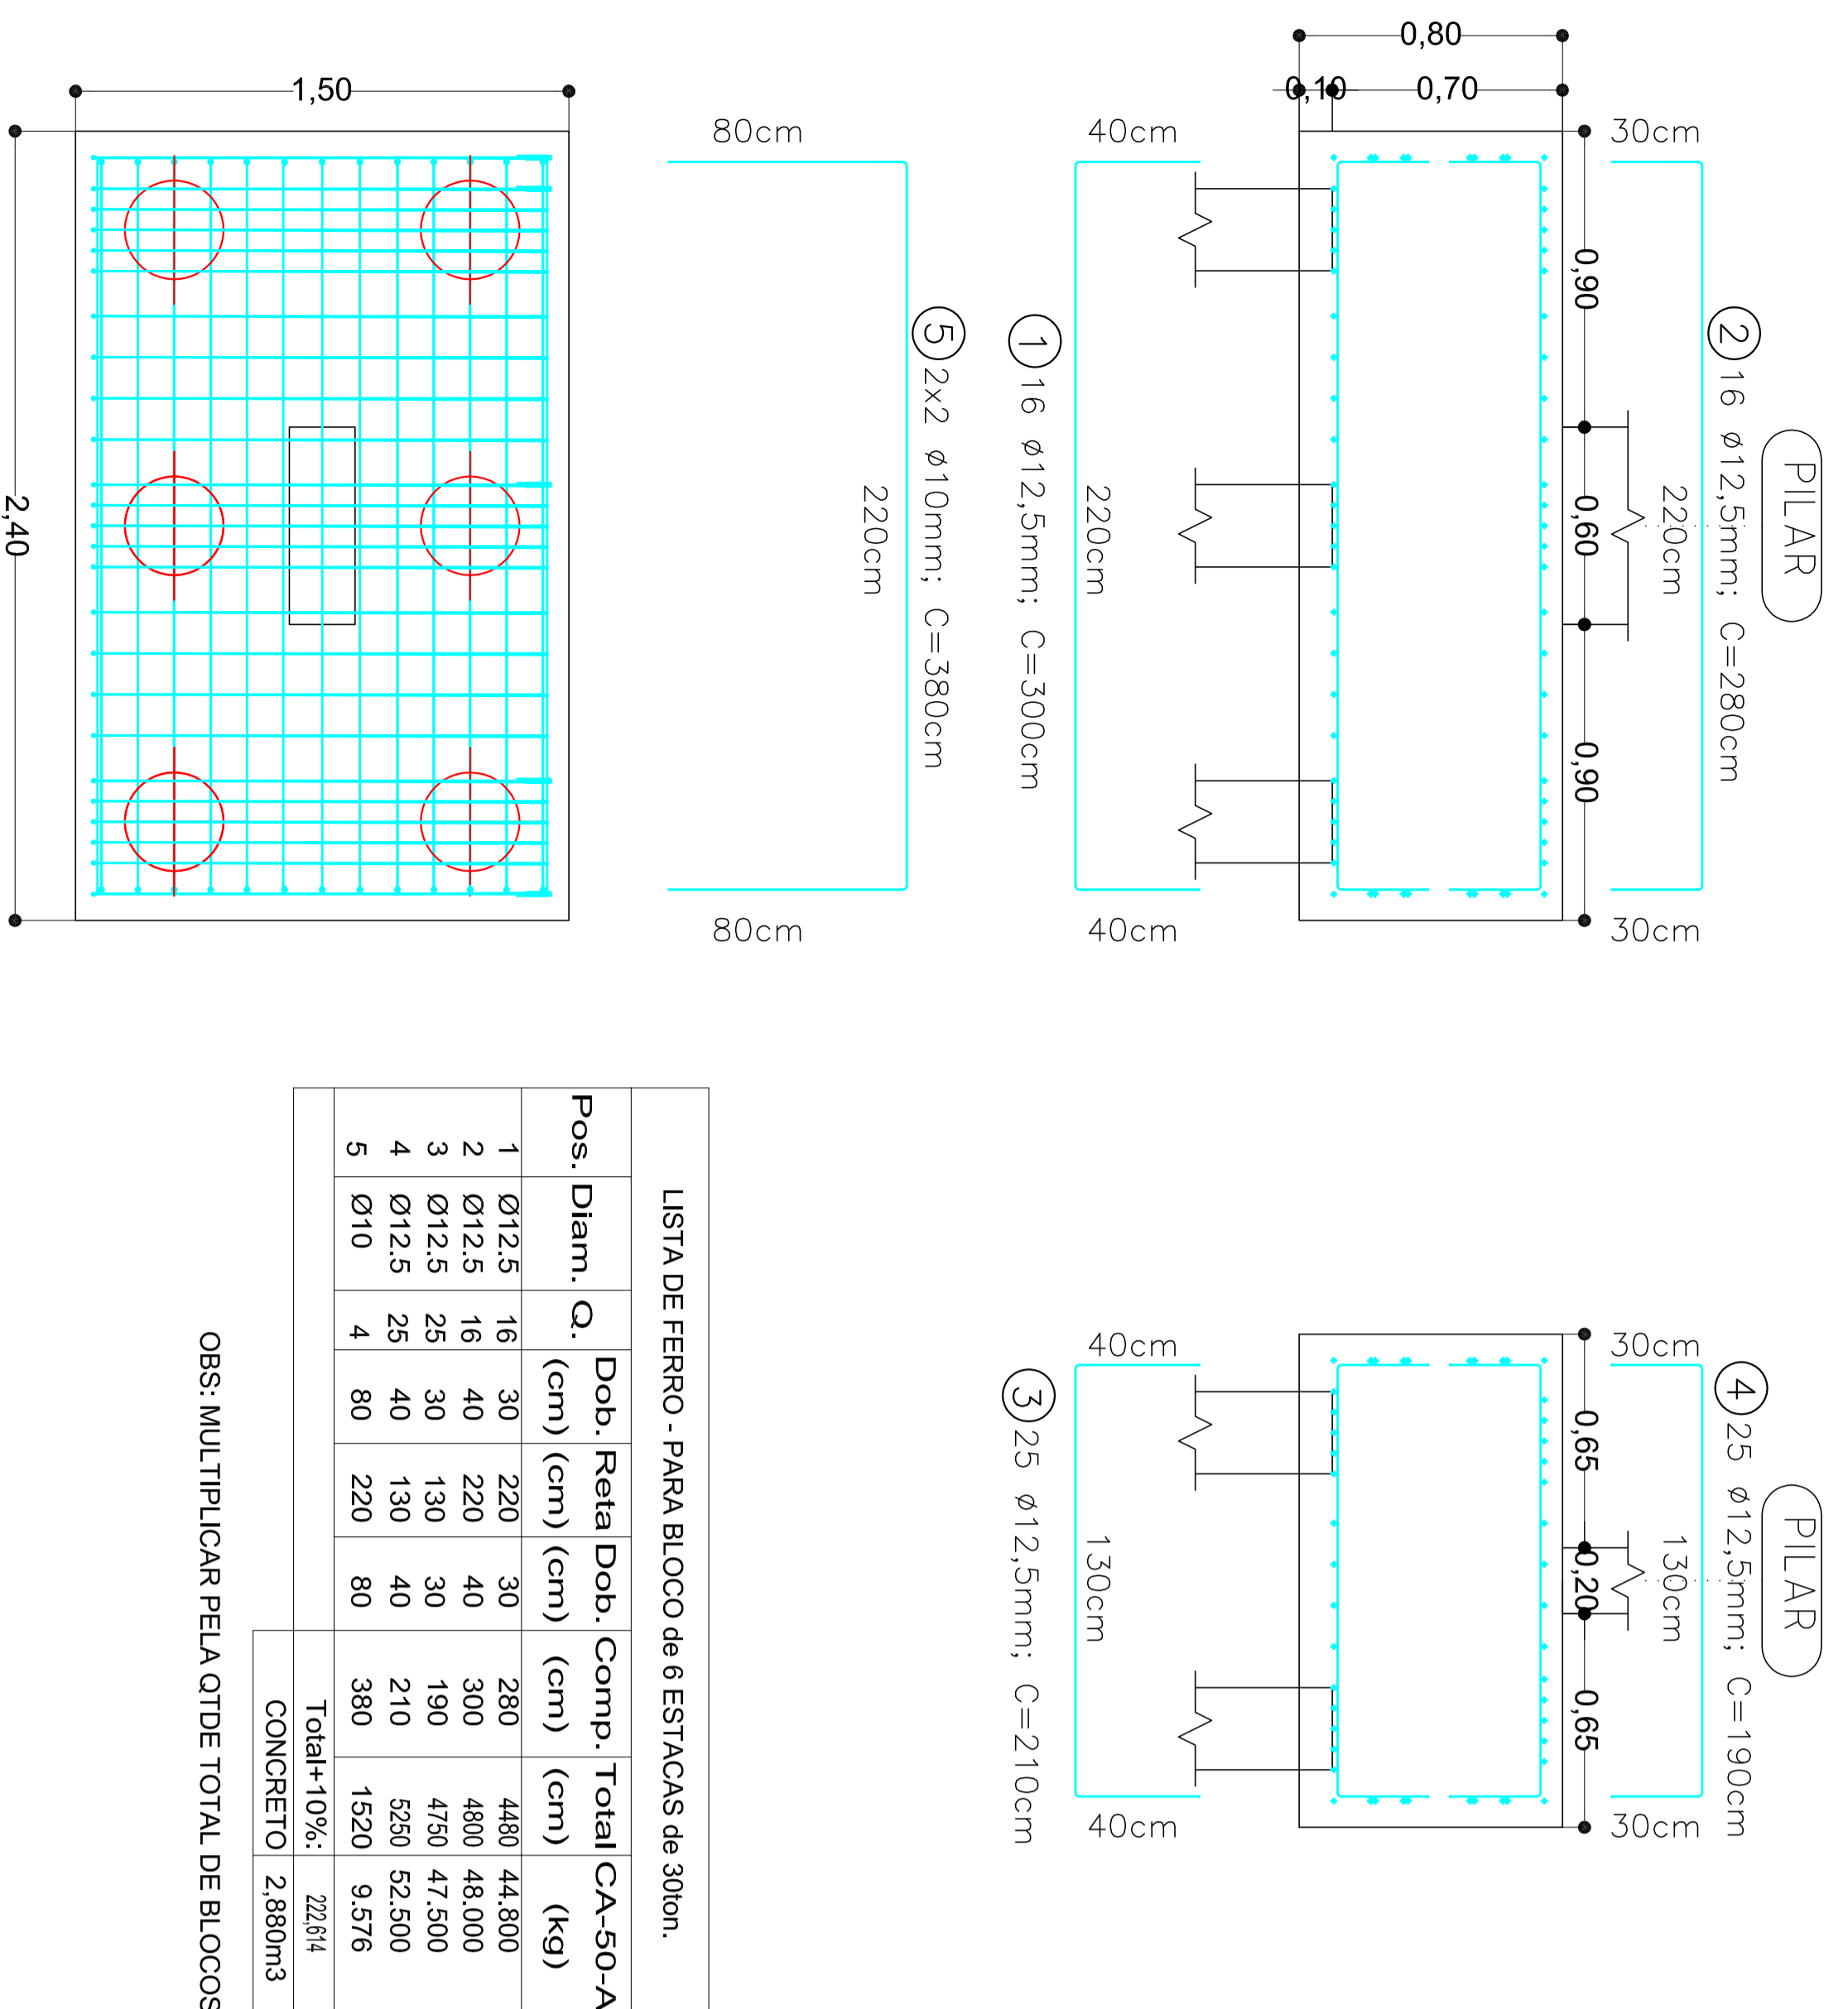 PILAR
② 16 ø12,5mm; C=280cm
30cm
220cm
30cm
0,90
0,60
0,90
0,80
0,10
0,70
40cm
220cm
40cm
① 16 ø12,5mm; C=300cm
⑤ 2x2 ø10mm; C=380cm
80cm
220cm
80cm
1,50
2,40
PILAR
④ 25 ø12,5mm; C=190cm
30cm
130cm
30cm
0,65
0,20
0,65
40cm
130cm
40cm
③ 25 ø12,5mm; C=210cm
LISTA DE FERRO - PARA BLOCO de 6 ESTACAS de 30ton.
Pos. Diam. Q. Dob. Reta Dob. Comp. Total CA-50-A
(cm) (cm) (cm) (cm) (cm) (kg)
1 Ø12.5 16 30 220 30 280 4480 44.800
2 Ø12.5 16 40 220 40 300 4800 48.000
3 Ø12.5 25 30 130 30 190 4750 47.500
4 Ø12.5 25 40 130 40 210 5250 52.500
5 Ø10 4 80 220 80 380 1520 9.576
Total+10%: 222,614
CONCRETO 2,880m3
OBS: MULTIPLICAR PELA QTDE TOTAL DE BLOCOS